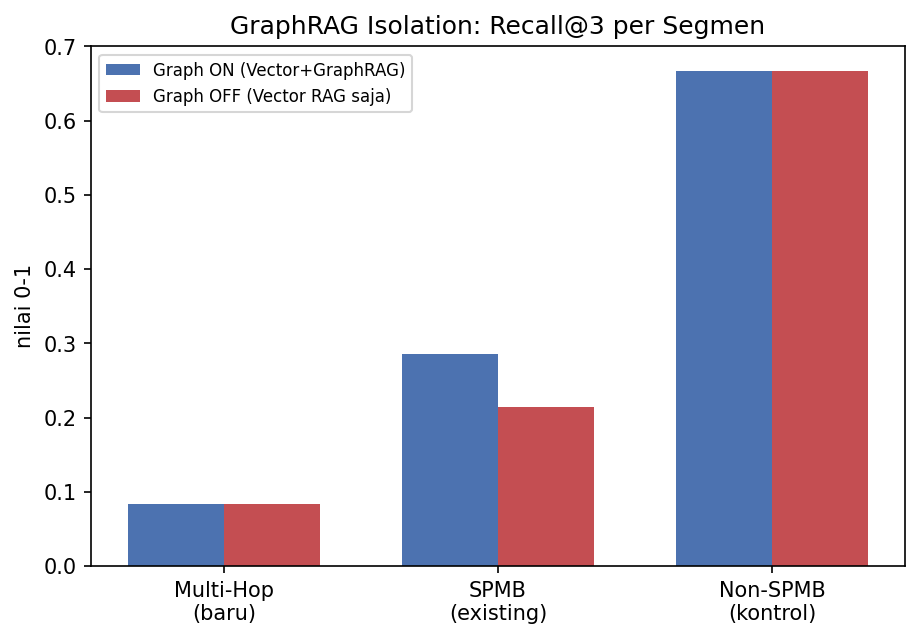 GraphRAG Isolation: Recall@3 per Segmen
Graph ON (Vector+GraphRAG)
Graph OFF (Vector RAG saja)
nilai 0-1
0.7
0.6
0.5
0.4
0.3
0.2
0.1
0.0
Multi-Hop
(baru)
SPMB
(existing)
Non-SPMB
(kontrol)